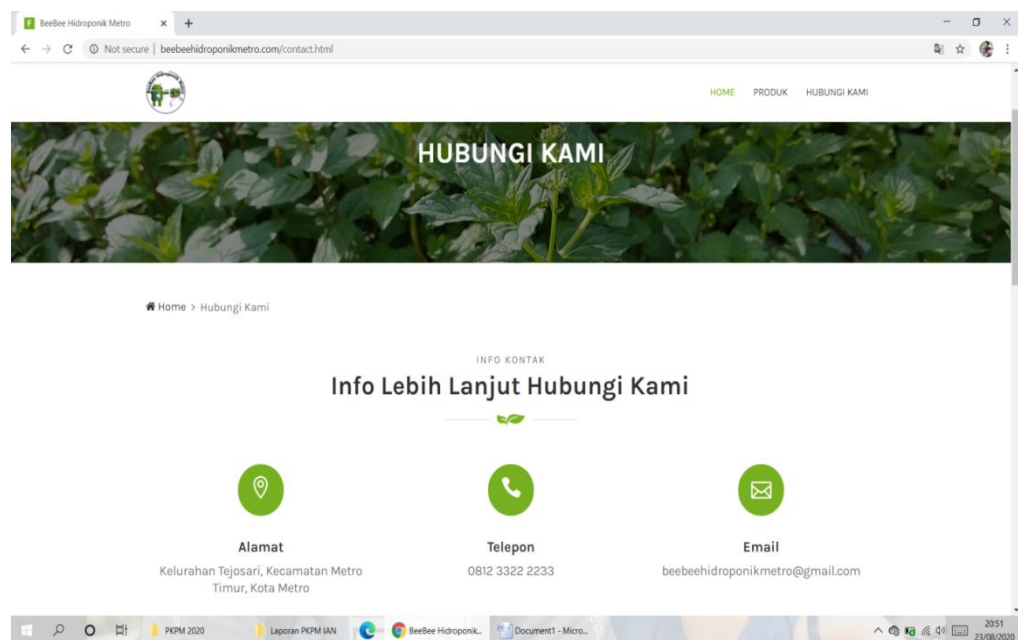 BeeBee Hidroponik Metro
Not secure | beebeehidroponikmetro.com/contact.html
HOME PRODUK HUBUNGI KAMI
HUBUNGI KAMI
Home > Hubungi Kami
INFO KONTAK
Info Lebih Lanjut Hubungi Kami
Alamat
Kelurahan Tejosari, Kecamatan Metro
Timur, Kota Metro
Telepon
0812 3322 2233
Email
beebeehidroponikmetro@gmail.com
PKPM 2020
Laporan PKPM IAN
BeeBee Hidroponik...
Document1 - Micro...
20:51
23/08/2020